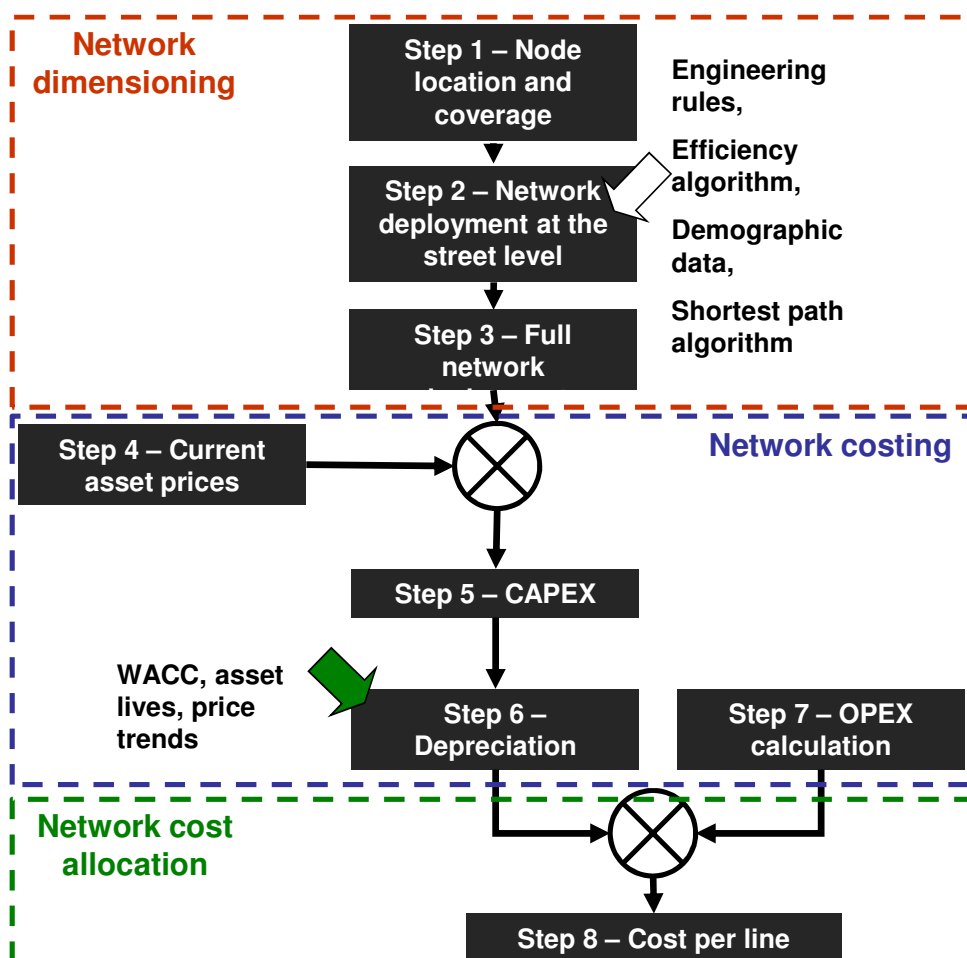 Network
dimensioning
Step 1 – Node
location and
coverage
Engineering
rules,
Efficiency
algorithm,
Demographic
data,
Shortest path
algorithm
Step 2 – Network
deployment at the
street level
Step 3 – Full
network
Network costing
Step 4 – Current
asset prices
Step 5 – CAPEX
WACC, asset
lives, price
trends
Step 6 –
Depreciation
Step 7 – OPEX
calculation
Network cost
allocation
Step 8 – Cost per line